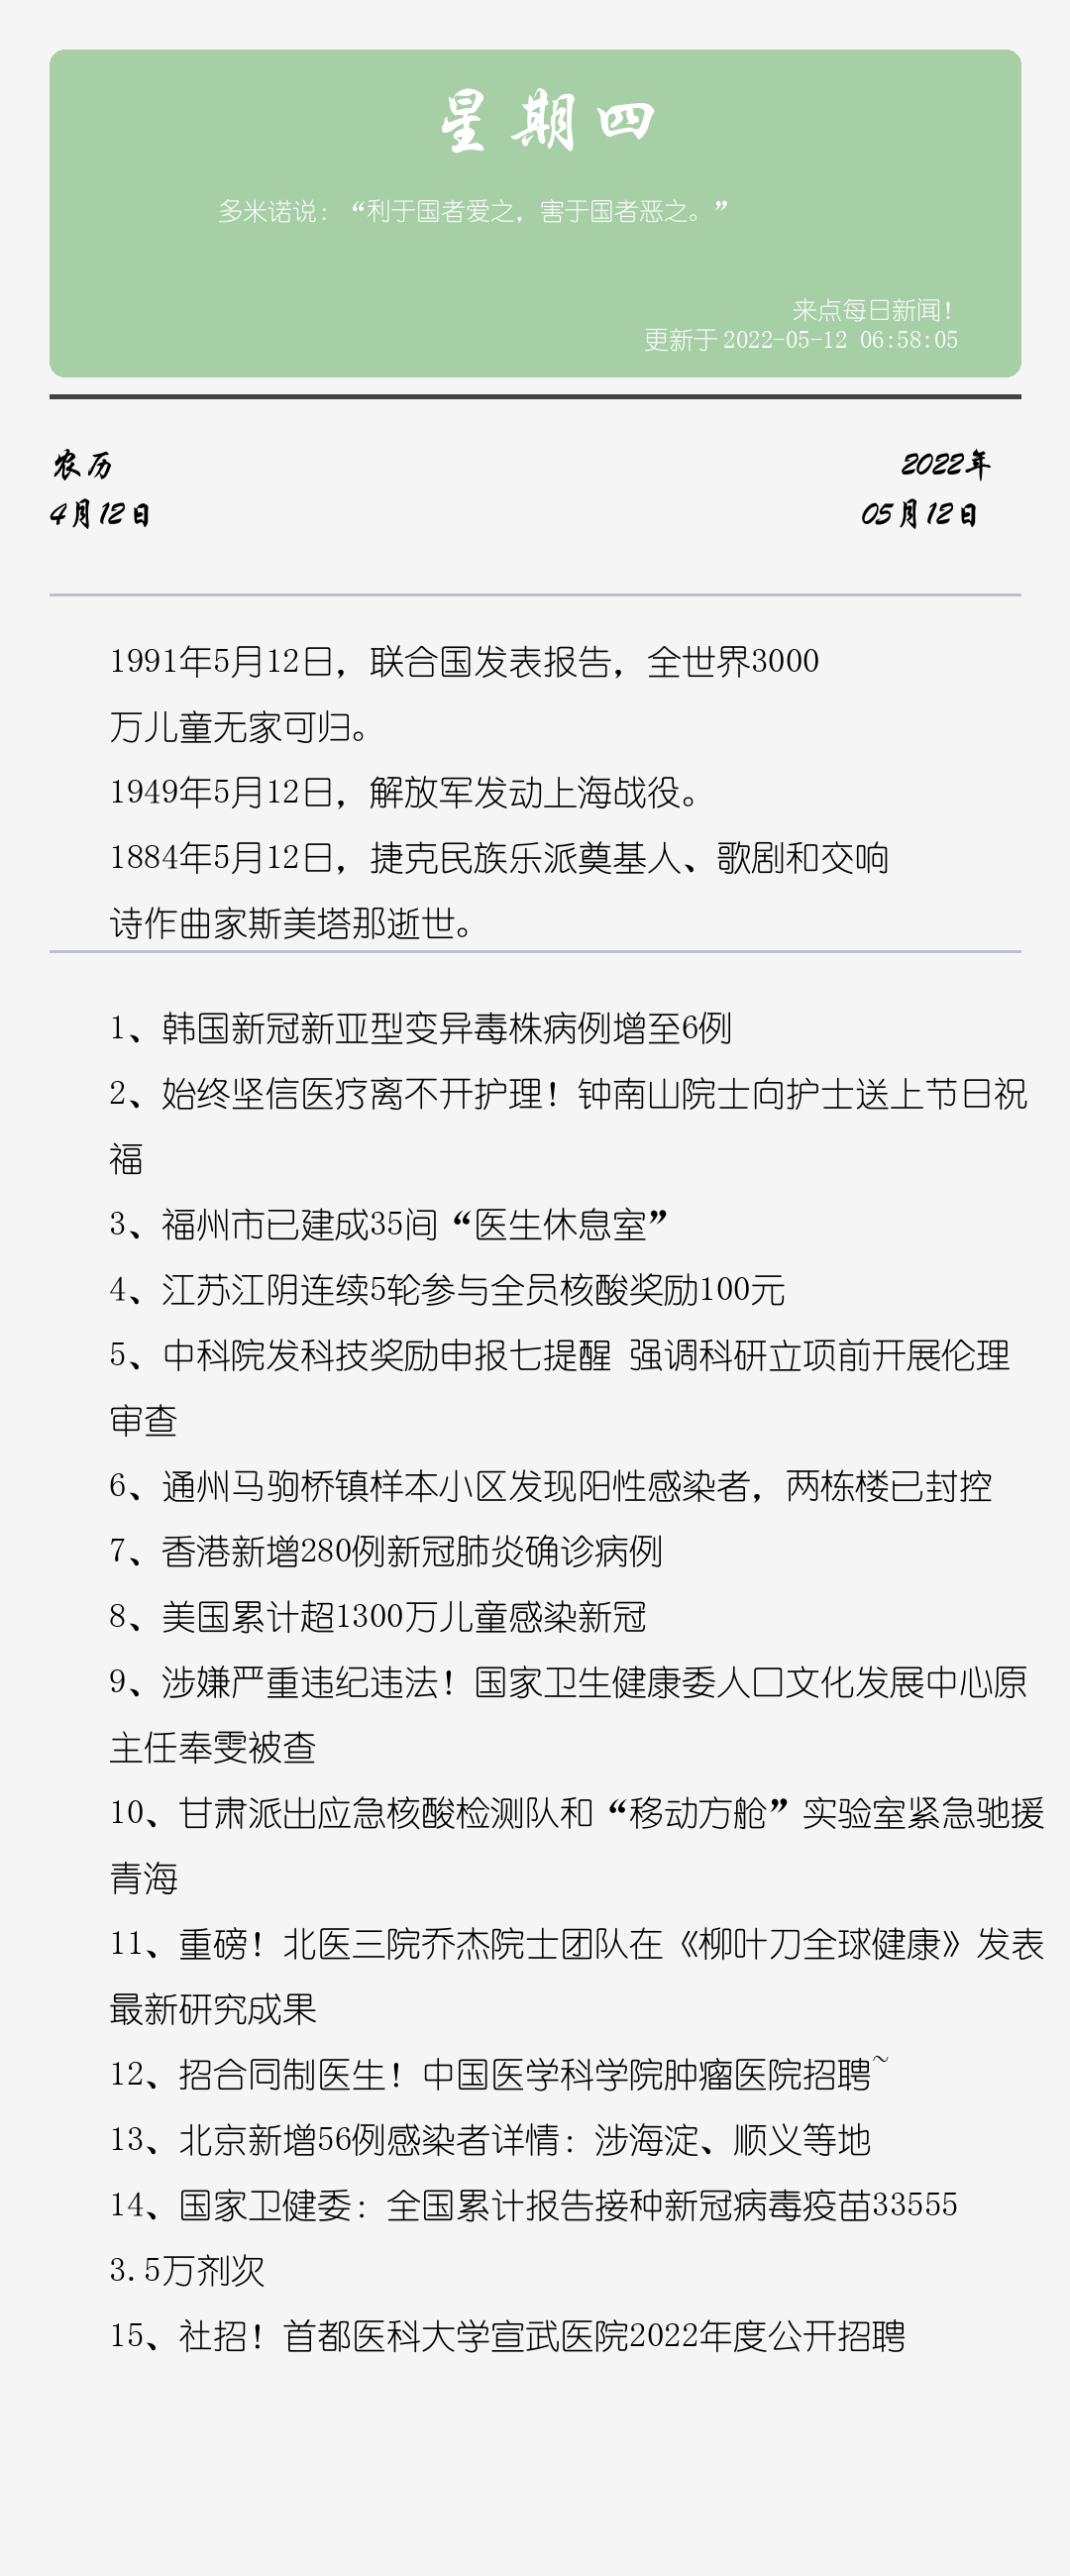 星期四
多米诺说：“利于国者爱之，害于国者恶之。”
来点每日新闻！
更新于 2022-05-12 06:58:05
农历
2022年
4月12日
05月12日
1991年5月12日，联合国发表报告，全世界3000
万儿童无家可归。
1949年5月12日，解放军发动上海战役。
1884年5月12日，捷克民族乐派奠基人、歌剧和交响
诗作曲家斯美塔那逝世。
1、韩国新冠新亚型变异毒株病例增至6例
2、始终坚信医疗离不开护理！钟南山院士向护士送上节日祝
福
3、福州市已建成35间“医生休息室”
4、江苏江阴连续5轮参与全员核酸奖励100元
5、中科院发科技奖励申报七提醒 强调科研立项前开展伦理
审查
6、通州马驹桥镇样本小区发现阳性感染者，两栋楼已封控
7、香港新增280例新冠肺炎确诊病例
8、美国累计超1300万儿童感染新冠
9、涉嫌严重违纪违法！国家卫生健康委人口文化发展中心原
主任奉雯被查
10、甘肃派出应急核酸检测队和“移动方舱”实验室紧急驰援
青海
11、重磅！北医三院乔杰院士团队在《柳叶刀全球健康》发表
最新研究成果
12、招合同制医生！中国医学科学院肿瘤医院招聘~
13、北京新增56例感染者详情：涉海淀、顺义等地
14、国家卫健委：全国累计报告接种新冠病毒疫苗33555
3.5万剂次
15、社招！首都医科大学宣武医院2022年度公开招聘